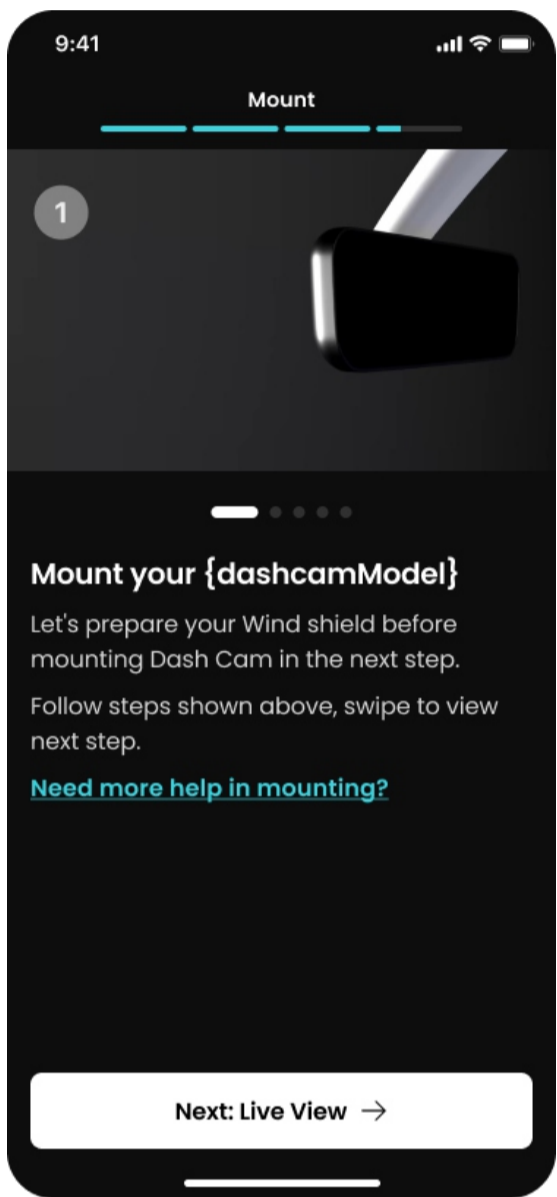 9:41
Mount
1
Mount your {dashcamModel}
Let's prepare your Wind shield before
mounting Dash Cam in the next step.
Follow steps shown above, swipe to view
next step.
Need more help in mounting?
Next: Live View →